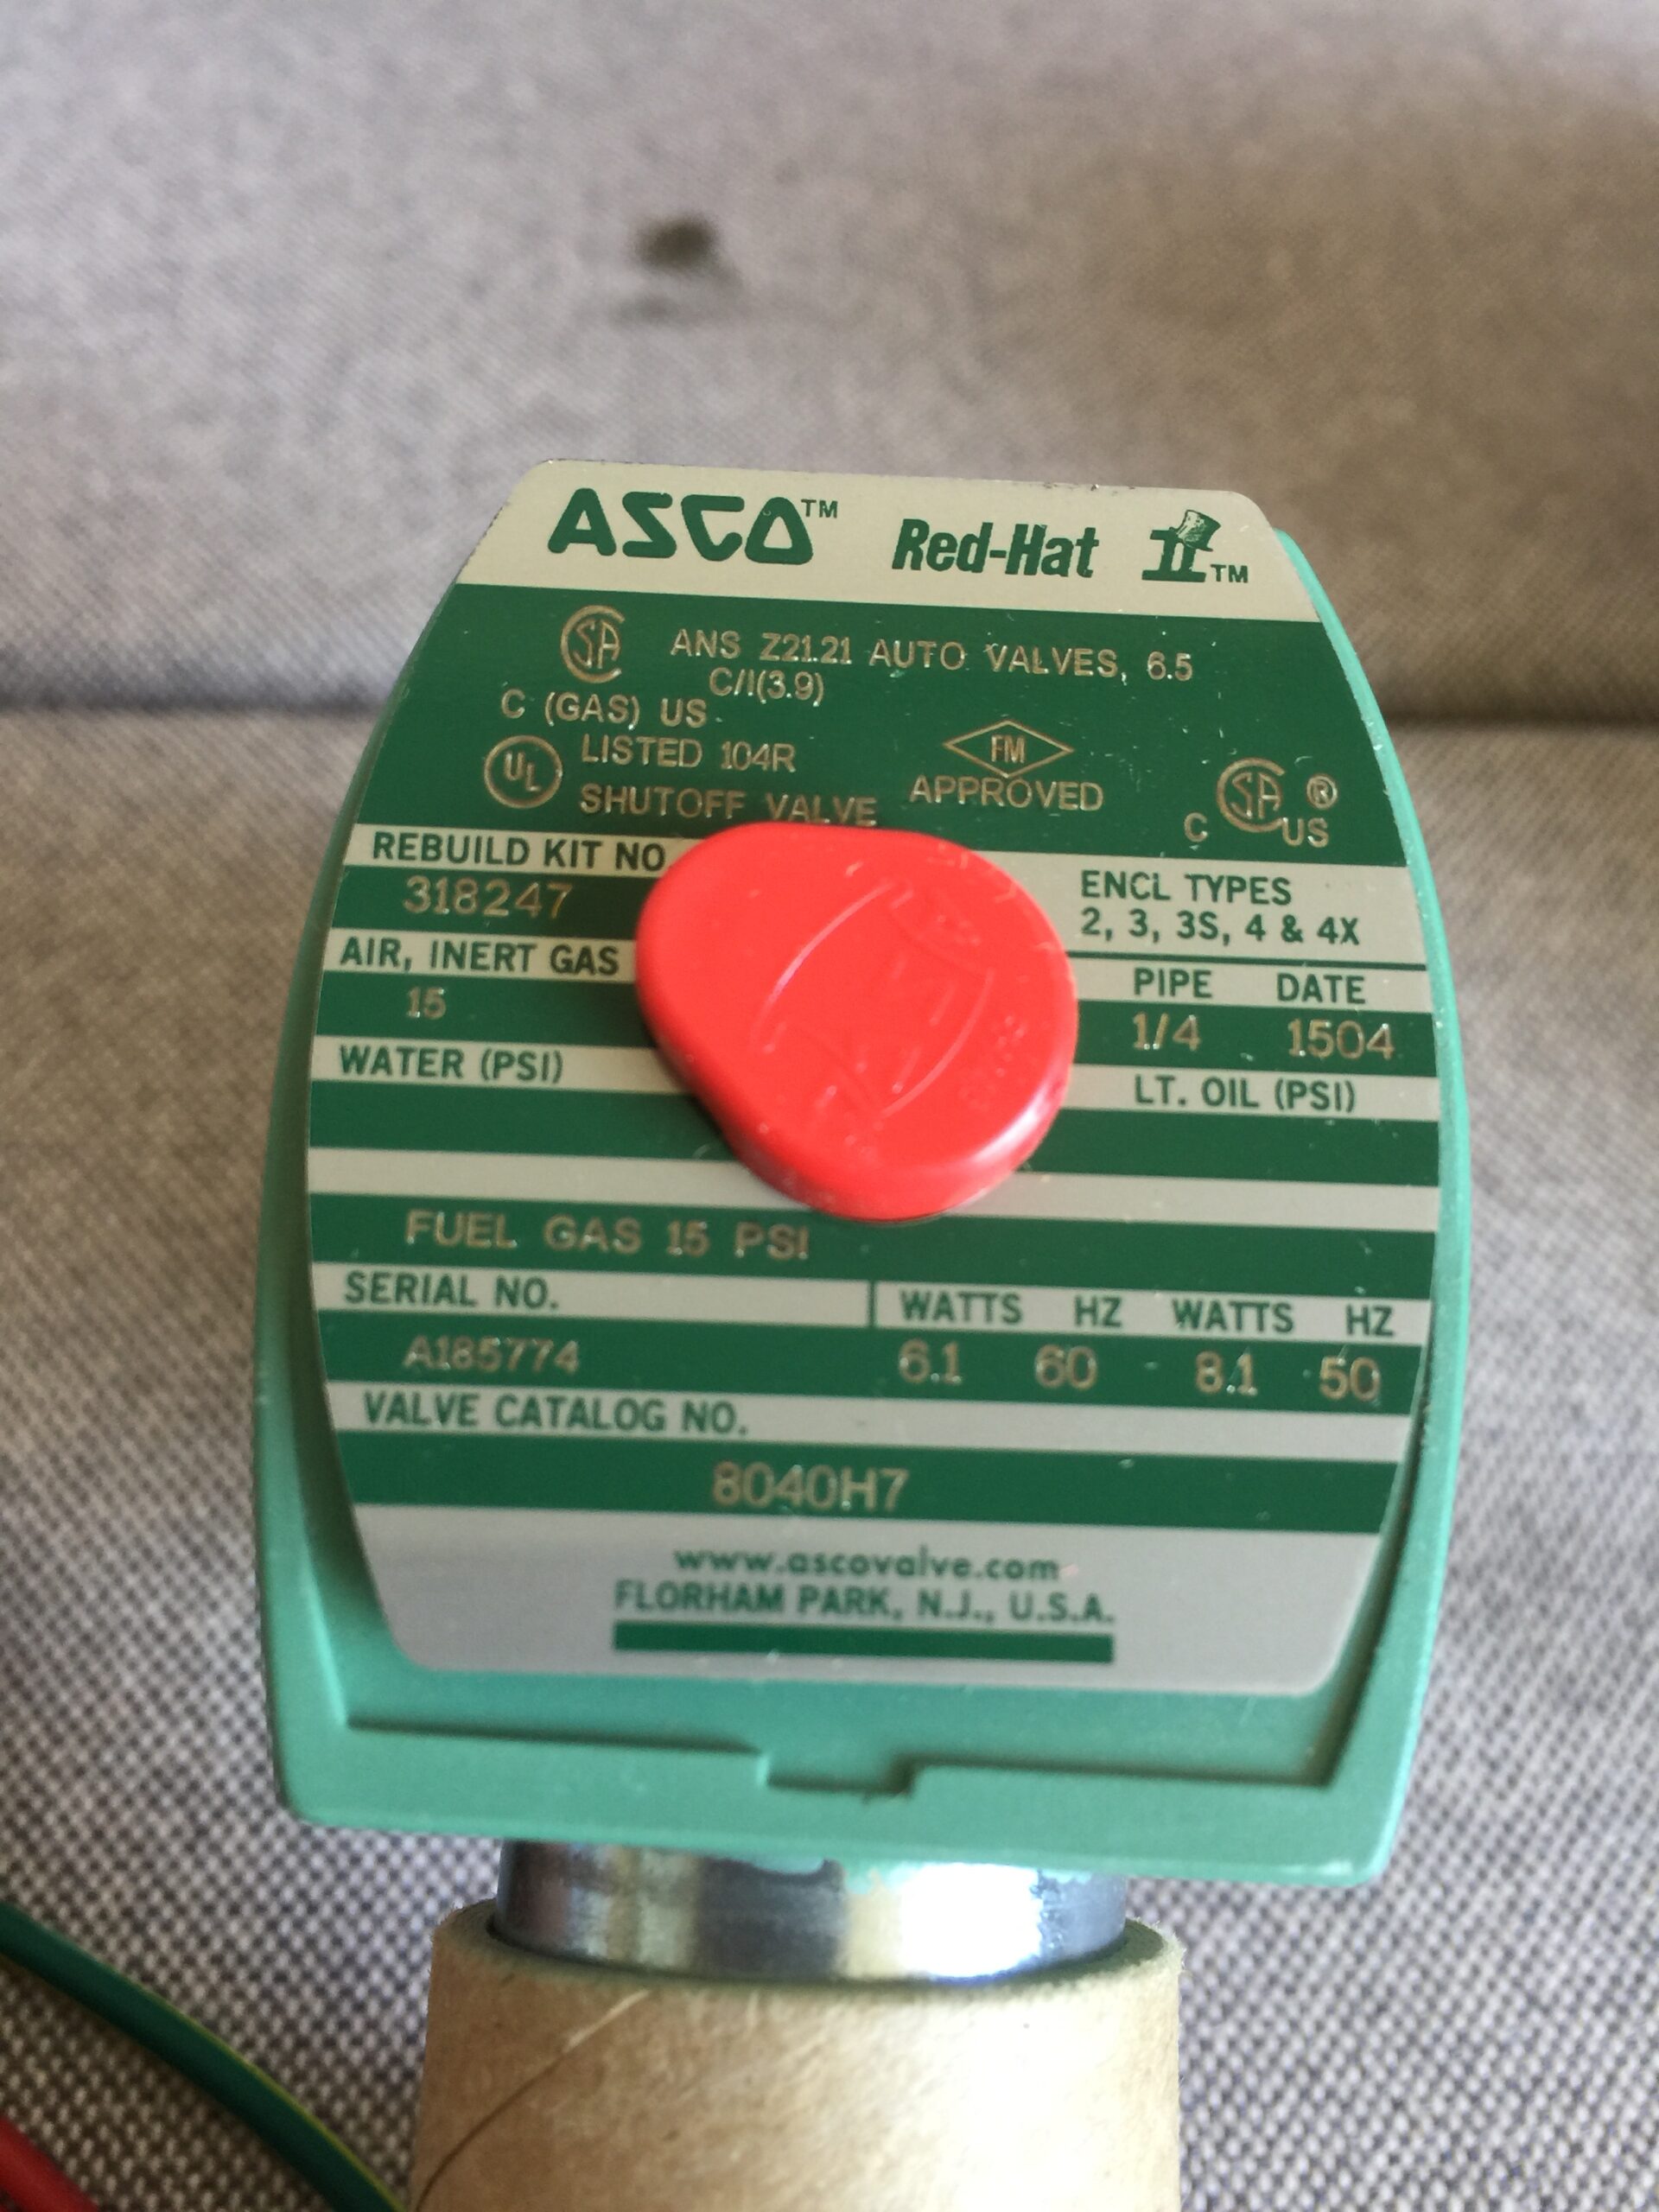 ASCO™ Red-Hat II™
SA ANS Z21.21 AUTO VALVES, 6.5
C/I(3.9)
C (GAS) US
UL LISTED 104R
SHUTOFF VALVE
FM
APPROVED
C SA ® US
REBUILD KIT NO
318247
ENCL TYPES
2, 3, 3S, 4 & 4X
AIR, INERT GAS
15
PIPE DATE
1/4 1504
WATER (PSI)
LT. OIL (PSI)
FUEL GAS 15 PSI
SERIAL NO. WATTS HZ WATTS HZ
A185774 6.1 60 - 8.1 50
VALVE CATALOG NO.
8040H7
www.ascovalve.com
FLORHAM PARK, N.J., U.S.A.